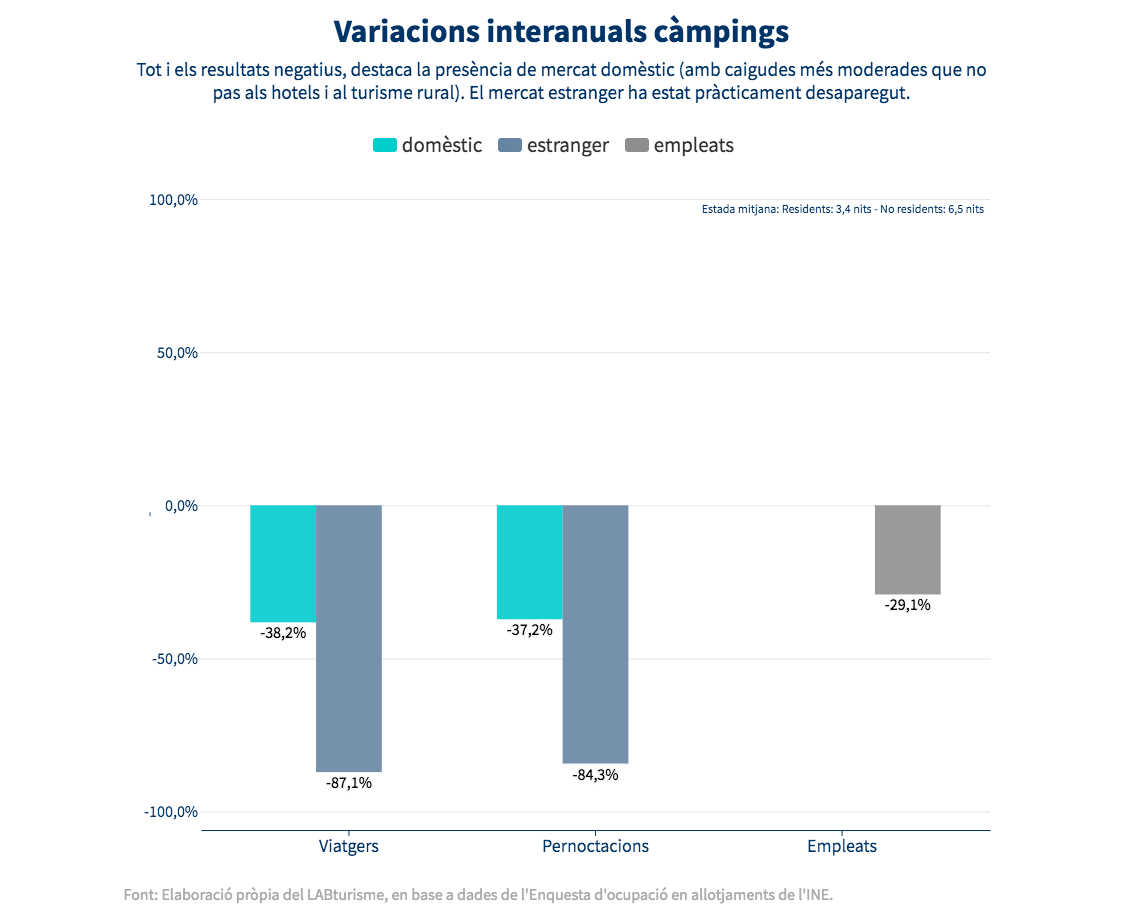 Variacions interanuals càmpings
Tot i els resultats negatius, destaca la presència de mercat domèstic (amb caigudes més moderades que no
pas als hotels i al turisme rural). El mercat estranger ha estat pràcticament desaparegut.
domèstic estranger empleats
100,0%
Estada mitjana: Residents: 3,4 nits - No residents: 6,5 nits
50,0%
0,0%
-29,1%
-38,2%
-37,2%
-50,0%
-87,1%
-84,3%
-100,0%
Viatgers Pernoctacions Empleats
Font: Elaboració pròpia del LABturisme, en base a dades de l'Enquesta d'ocupació en allotjaments de l'INE.